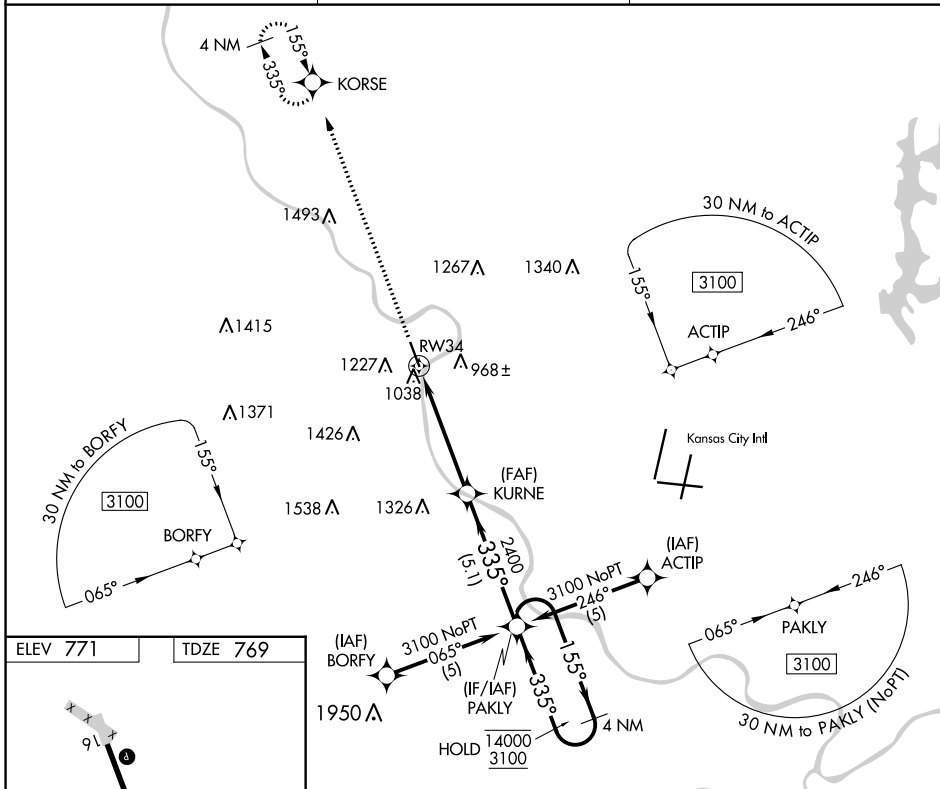 4 NM
155°
335°
KORSE
1493
1267
1340
30 NM to ACTIP
3100
155°
246°
ACTIP
1415
1227
RW34
968±
1038
1371
1426
Kansas City Intl
30 NM to BORFY
155°
3100
(FAF)
KURNE
1538
1326
BORFY
065°
2400
335°
(5.1)
(IAF)
ACTIP
3100 NoPT
246°
(5)
246°
065°
PAKLY
3100
30 NM to PAKLY (NoPT)
(IAF)
BORFY
3100 NoPT
065°
(5)
(IF/IAF)
PAKLY
155°
335°
1950
4 NM
HOLD
14000
3100
ELEV 771
TDZE 769
16
P